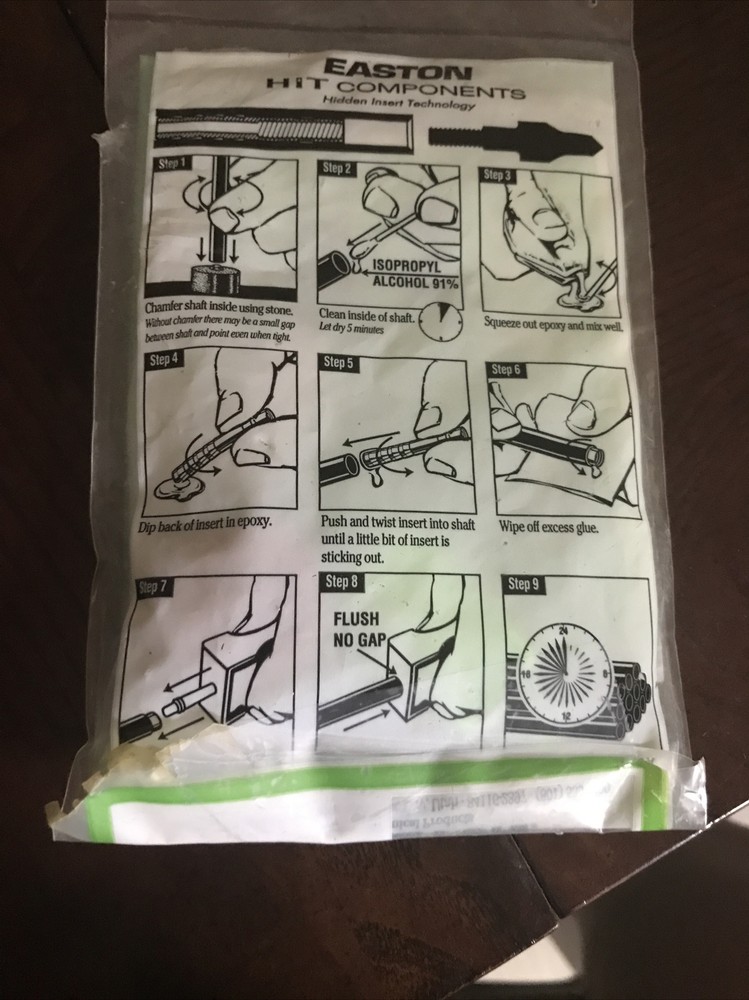 EASTON
HIT COMPONENTS
Hidden Insert Technology
Step 1
Chamfer shaft inside using stone.
Without chamfer there may be a small gap
between shaft and point even when tight.
Step 2
ISOPROPYL
ALCOHOL 91%
Clean inside of shaft.
Let dry 5 minutes
Step 3
Squeeze out epoxy and mix well.
Step 4
Dip back of insert in epoxy.
Step 5
Push and twist insert into shaft
until a little bit of insert is
sticking out.
Step 6
Wipe off excess glue.
Step 7
Step 8
FLUSH
NO GAP
Step 9
24
18
6
12
Utah
Products